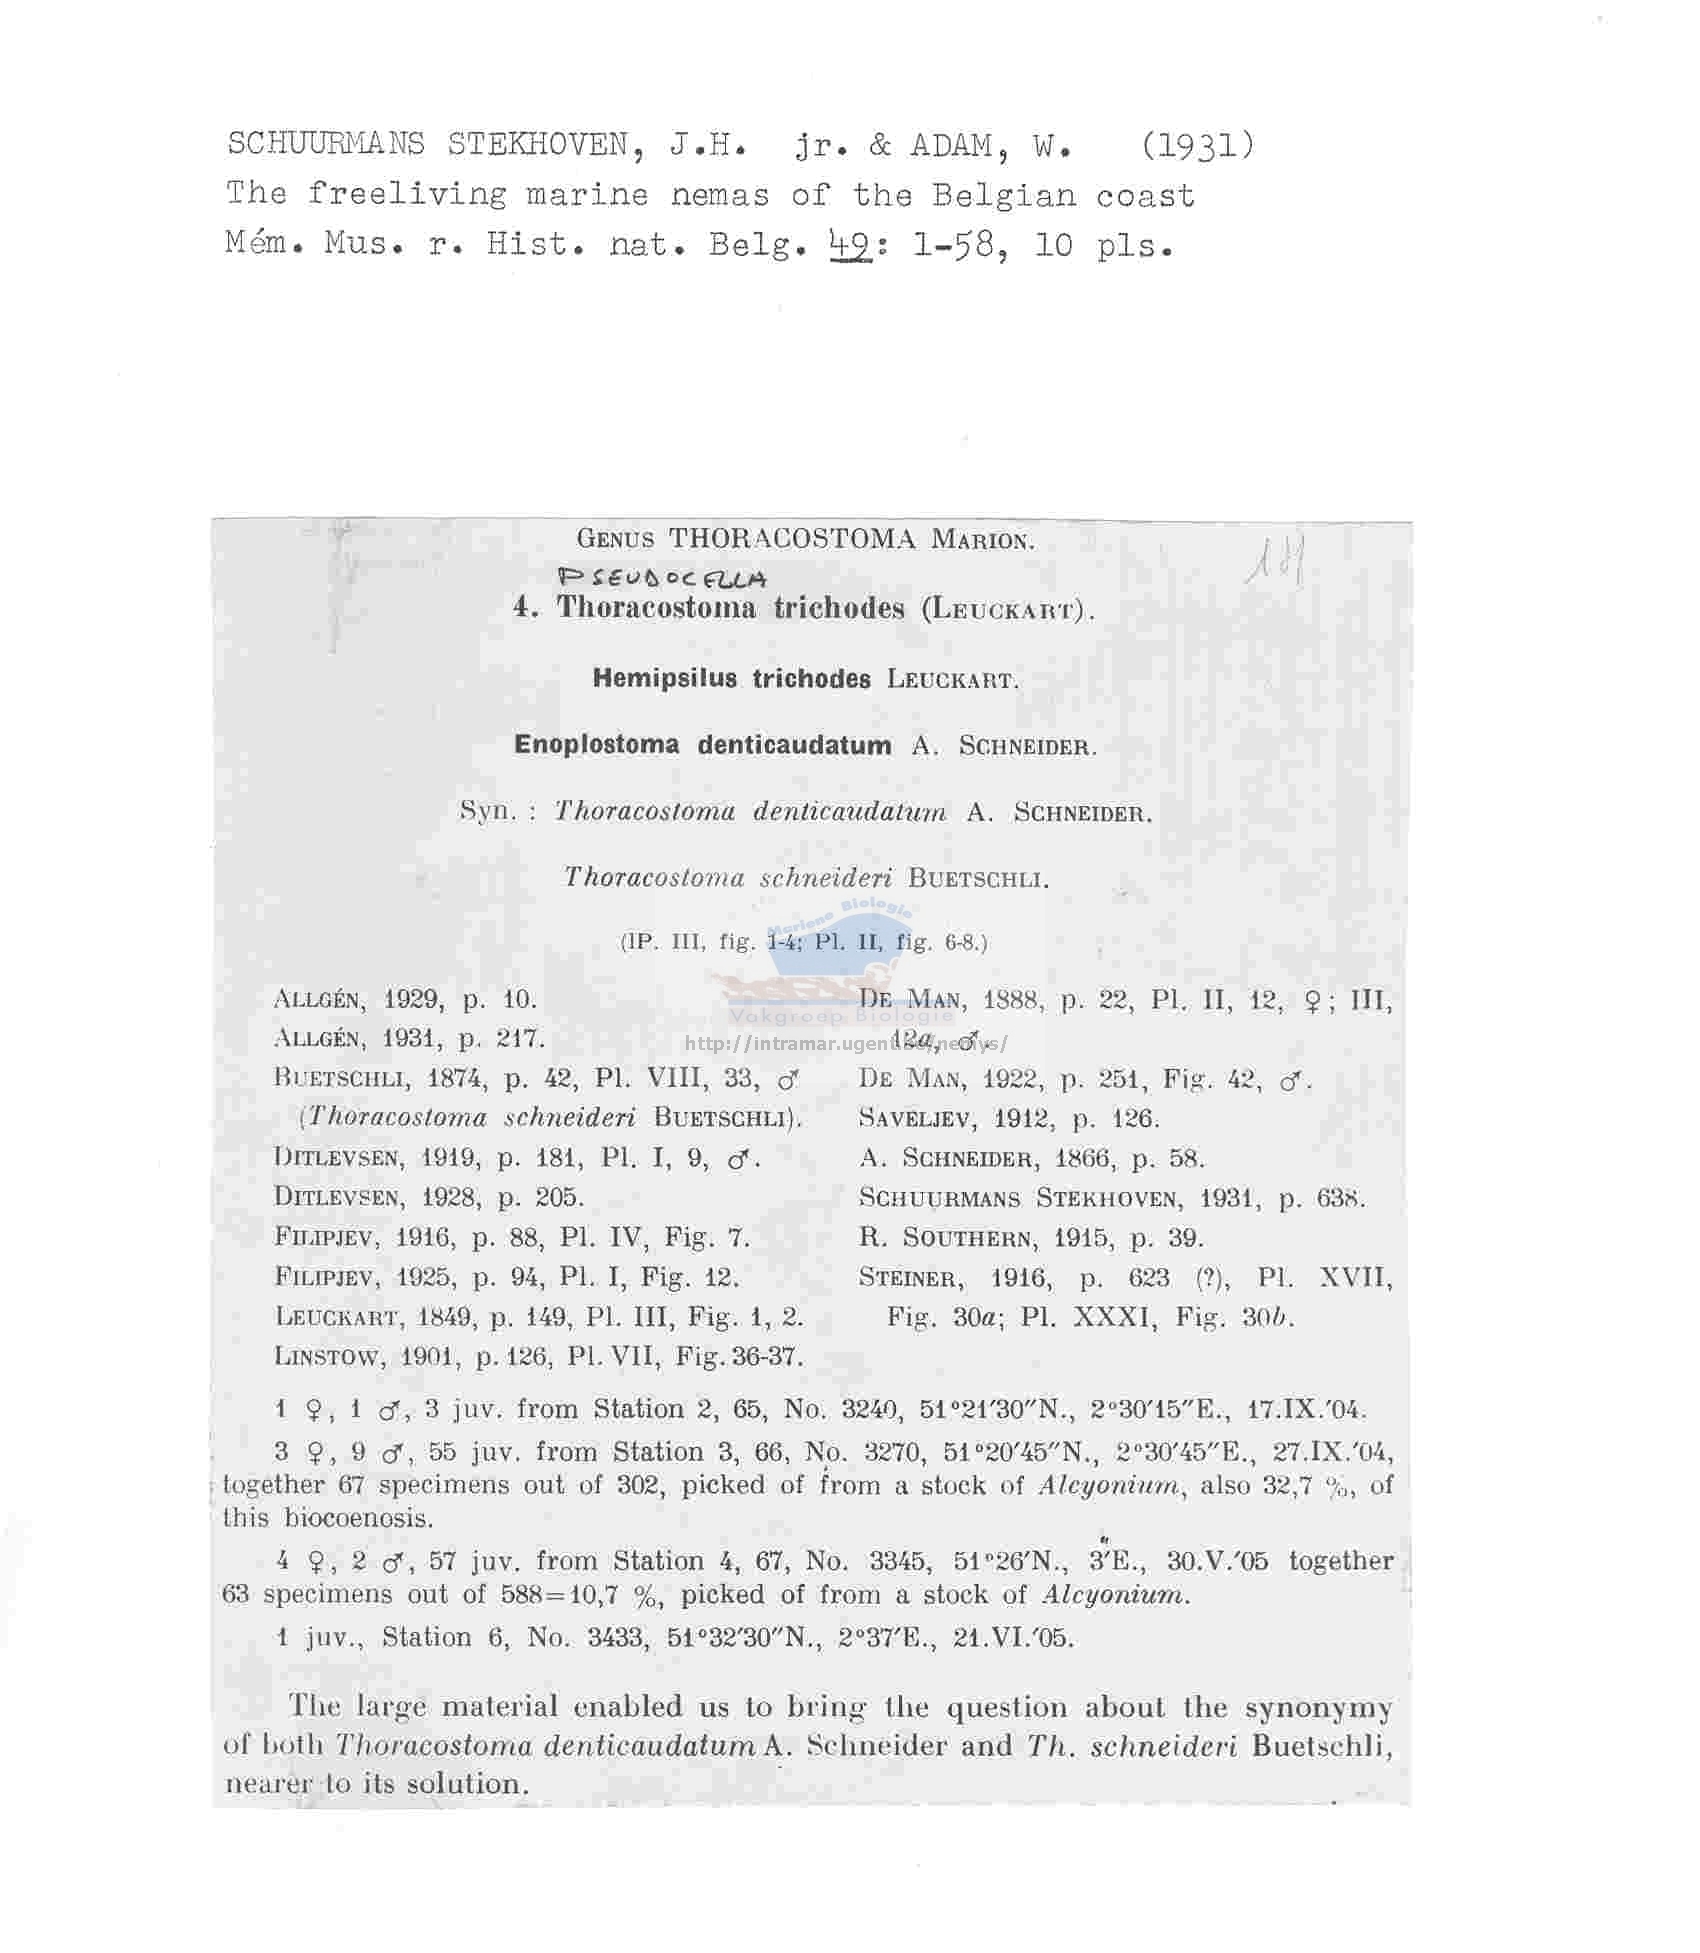 SCHUURMANS STEKHOVEN, J.H. jr. & ADAM, W. (1931)
The freeliving marine nemas of the Belgian coast
Mém. Mus. r. Hist. nat. Belg. 49: 1-58, 10 pls.
GENUS THORACOSTOMA MARION.
PSEUDOCELLA
4. Thoracostoma trichodes (LEUCKART).
Hemipsilus trichodes LEUCKART.
Enoplostoma denticaudatum A. SCHNEIDER.
Syn. : Thoracostoma denticaudatum A. SCHNEIDER.
Thoracostoma schneideri BUETSCHLI.
Mariene Biologie
(IP. III, fig. 1-4; Pl. II, fig. 6-8.)
Vakgroep Biologie
http://intramar.ugent.be/nemys/
ALLGÉN, 1929, p. 10.
ALLGÉN, 1931, p. 217.
BUETSCHLI, 1874, p. 42, Pl. VIII, 33, ♂
(Thoracostoma schneideri BUETSCHLI).
DITLEVSEN, 1919, p. 181, Pl. I, 9, ♂.
DITLEVSEN, 1928, p. 205.
FILIPJEV, 1916, p. 88, Pl. IV, Fig. 7.
FILIPJEV, 1925, p. 94, Pl. I, Fig. 12.
LEUCKART, 1849, p. 149, Pl. III, Fig. 1, 2.
LINSTOW, 1901, p. 126, Pl. VII, Fig. 36-37.
DE MAN, 1888, p. 22, Pl. II, 12, ♀; III,
12a, ♂.
DE MAN, 1922, p. 251, Fig. 42, ♂.
SAVELJEV, 1912, p. 126.
A. SCHNEIDER, 1866, p. 58.
SCHUURMANS STEKHOVEN, 1931, p. 638.
R. SOUTHERN, 1915, p. 39.
STEINER, 1916, p. 623 (?), Pl. XVII,
Fig. 30a; Pl. XXXI, Fig. 30b.
1 ♀, 1 ♂, 3 juv. from Station 2, 65, No. 3240, 51°21′30″N., 2°30′15″E., 17.IX.′04.
3 ♀, 9 ♂, 55 juv. from Station 3, 66, No. 3270, 51°20′45″N., 2°30′45″E., 27.IX.′04,
together 67 specimens out of 302, picked of from a stock of Alcyonium, also 32,7 %, of
this biocoenosis.
4 ♀, 2 ♂, 57 juv. from Station 4, 67, No. 3345, 51°26′N., 3′E., 30.V.′05 together
63 specimens out of 588=10,7 %, picked of from a stock of Alcyonium.
1 juv., Station 6, No. 3433, 51°32′30″N., 2°37′E., 21.VI.′05.
The large material enabled us to bring the question about the synonymy
of both Thoracostoma denticaudatum A. Schneider and Th. schneideri Buetschli,
nearer to its solution.